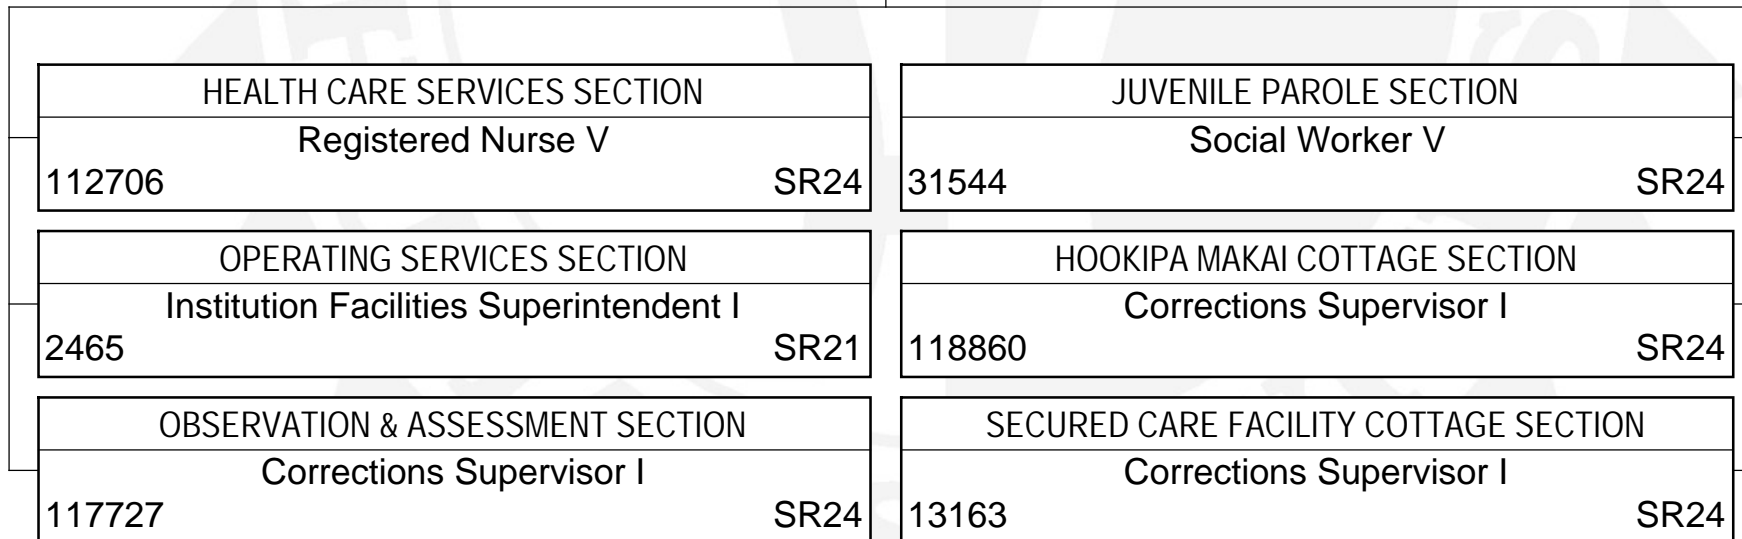 HEALTH CARE SERVICES SECTION
Registered Nurse V
112706 SR24
OPERATING SERVICES SECTION
Institution Facilities Superintendent I
2465 SR21
OBSERVATION & ASSESSMENT SECTION
Corrections Supervisor I
117727 SR24
JUVENILE PAROLE SECTION
Social Worker V
31544 SR24
HOOKIPA MAKAI COTTAGE SECTION
Corrections Supervisor I
118860 SR24
SECURED CARE FACILITY COTTAGE SECTION
Corrections Supervisor I
13163 SR24